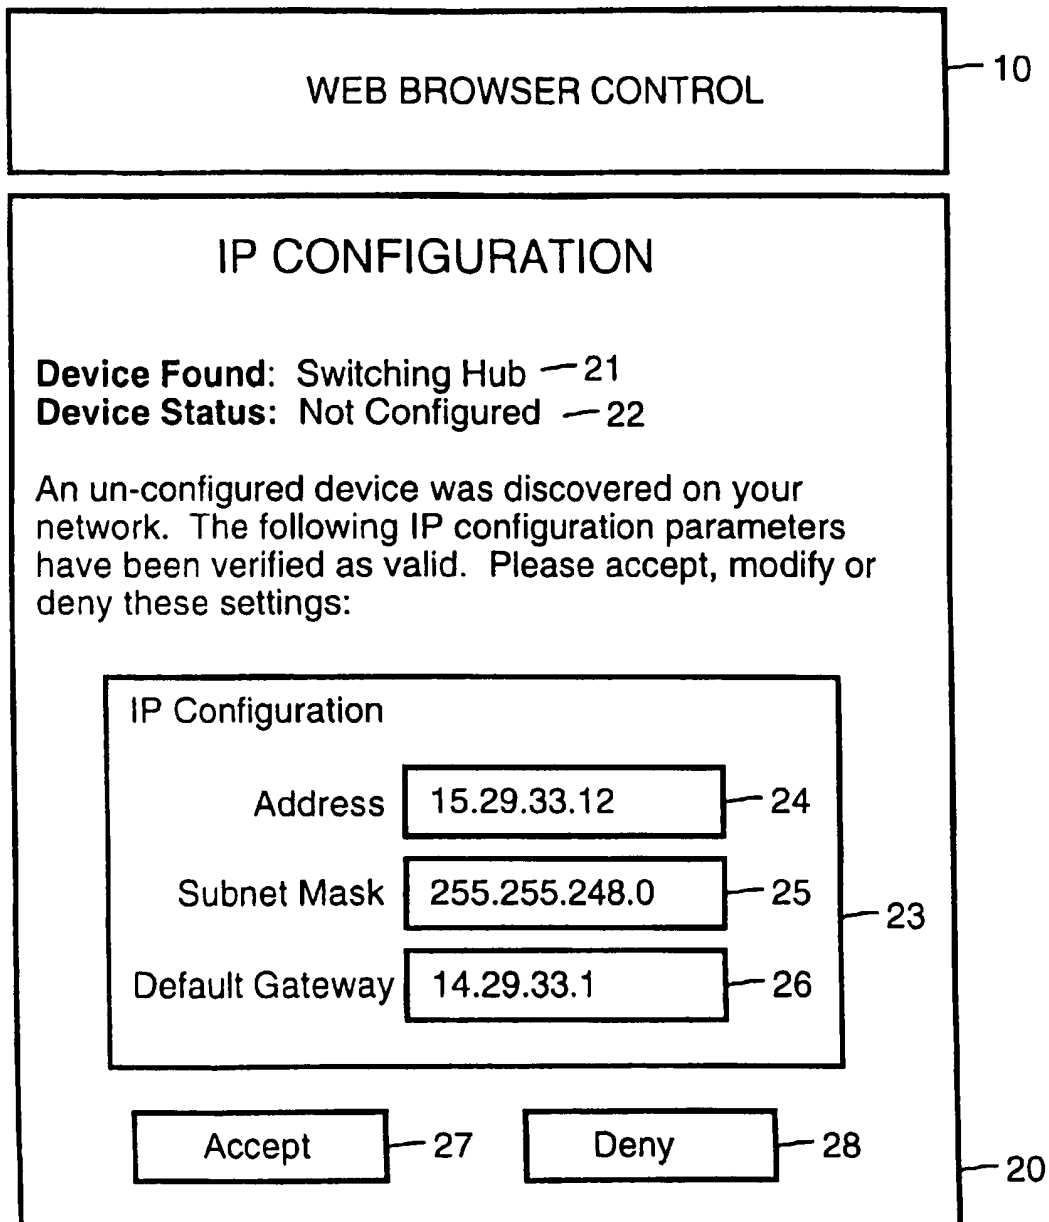 WEB BROWSER CONTROL
10
IP CONFIGURATION
Device Found: Switching Hub 21
Device Status: Not Configured 22
An un-configured device was discovered on your
network. The following IP configuration parameters
have been verified as valid. Please accept, modify or
deny these settings:
IP Configuration
Address 15.29.33.12 24
Subnet Mask 255.255.248.0 25
23
Default Gateway 14.29.33.1 26
Accept 27 Deny 28
20